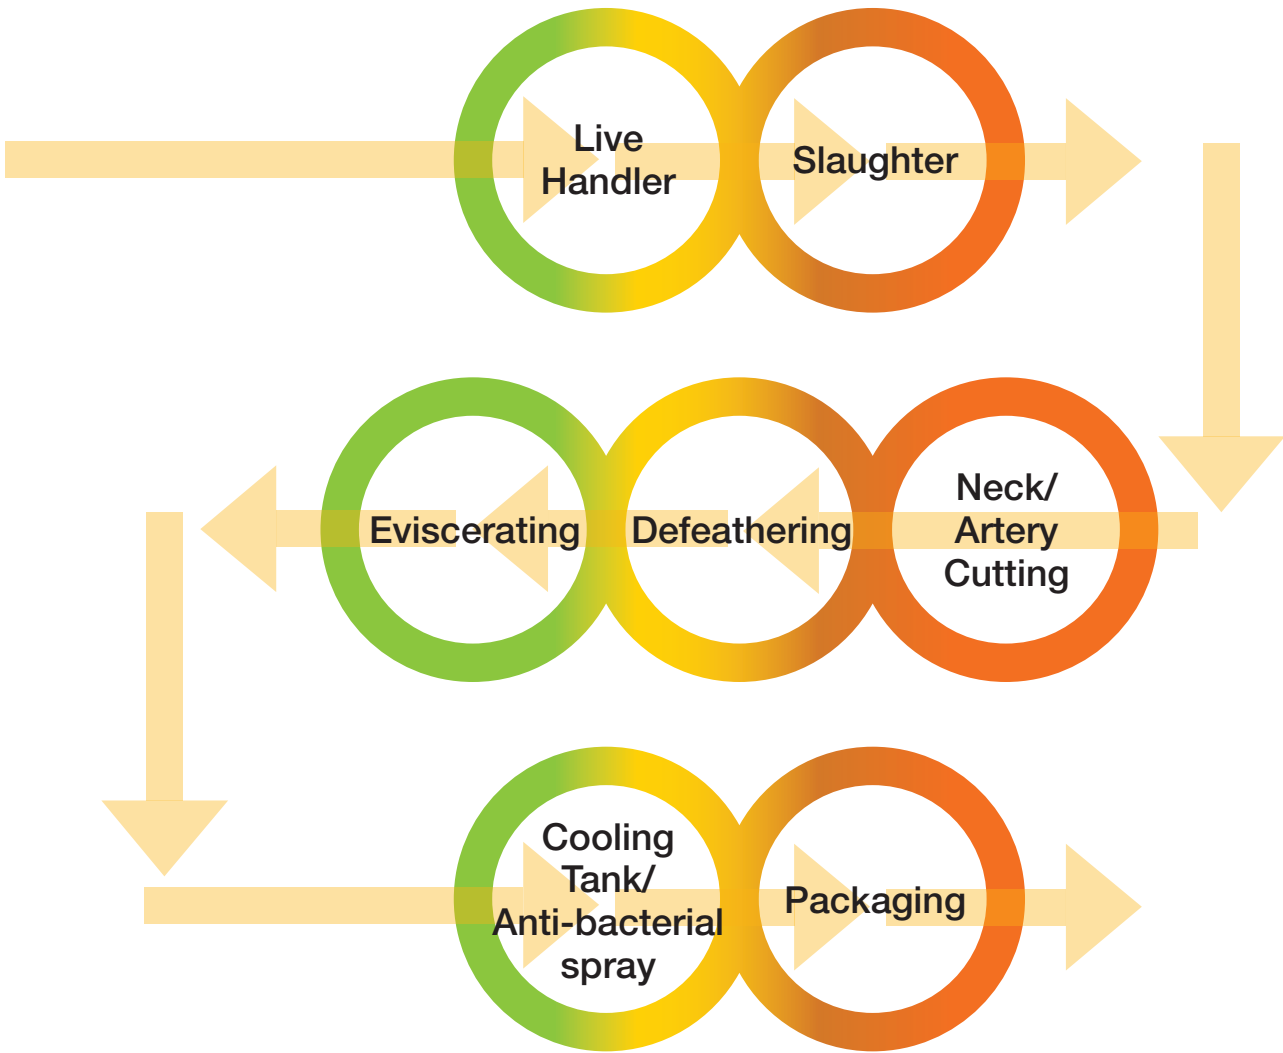 Live
Handler
Slaughter
Neck/
Artery
Cutting
Defeathering
Eviscerating
Cooling
Tank/
Anti-bacterial
spray
Packaging